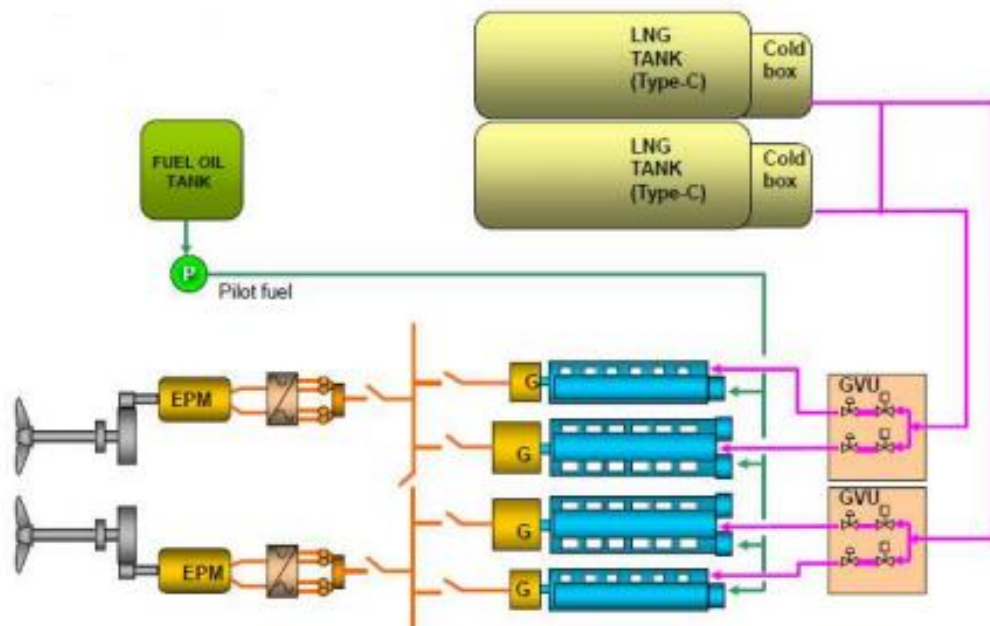 LNG
TANK
(Type-C)
Cold
box
LNG
TANK
(Type-C)
Cold
box
FUEL OIL
TANK
P
Pilot fuel
EPM
G
GVU
G
G
GVU
EPM
G